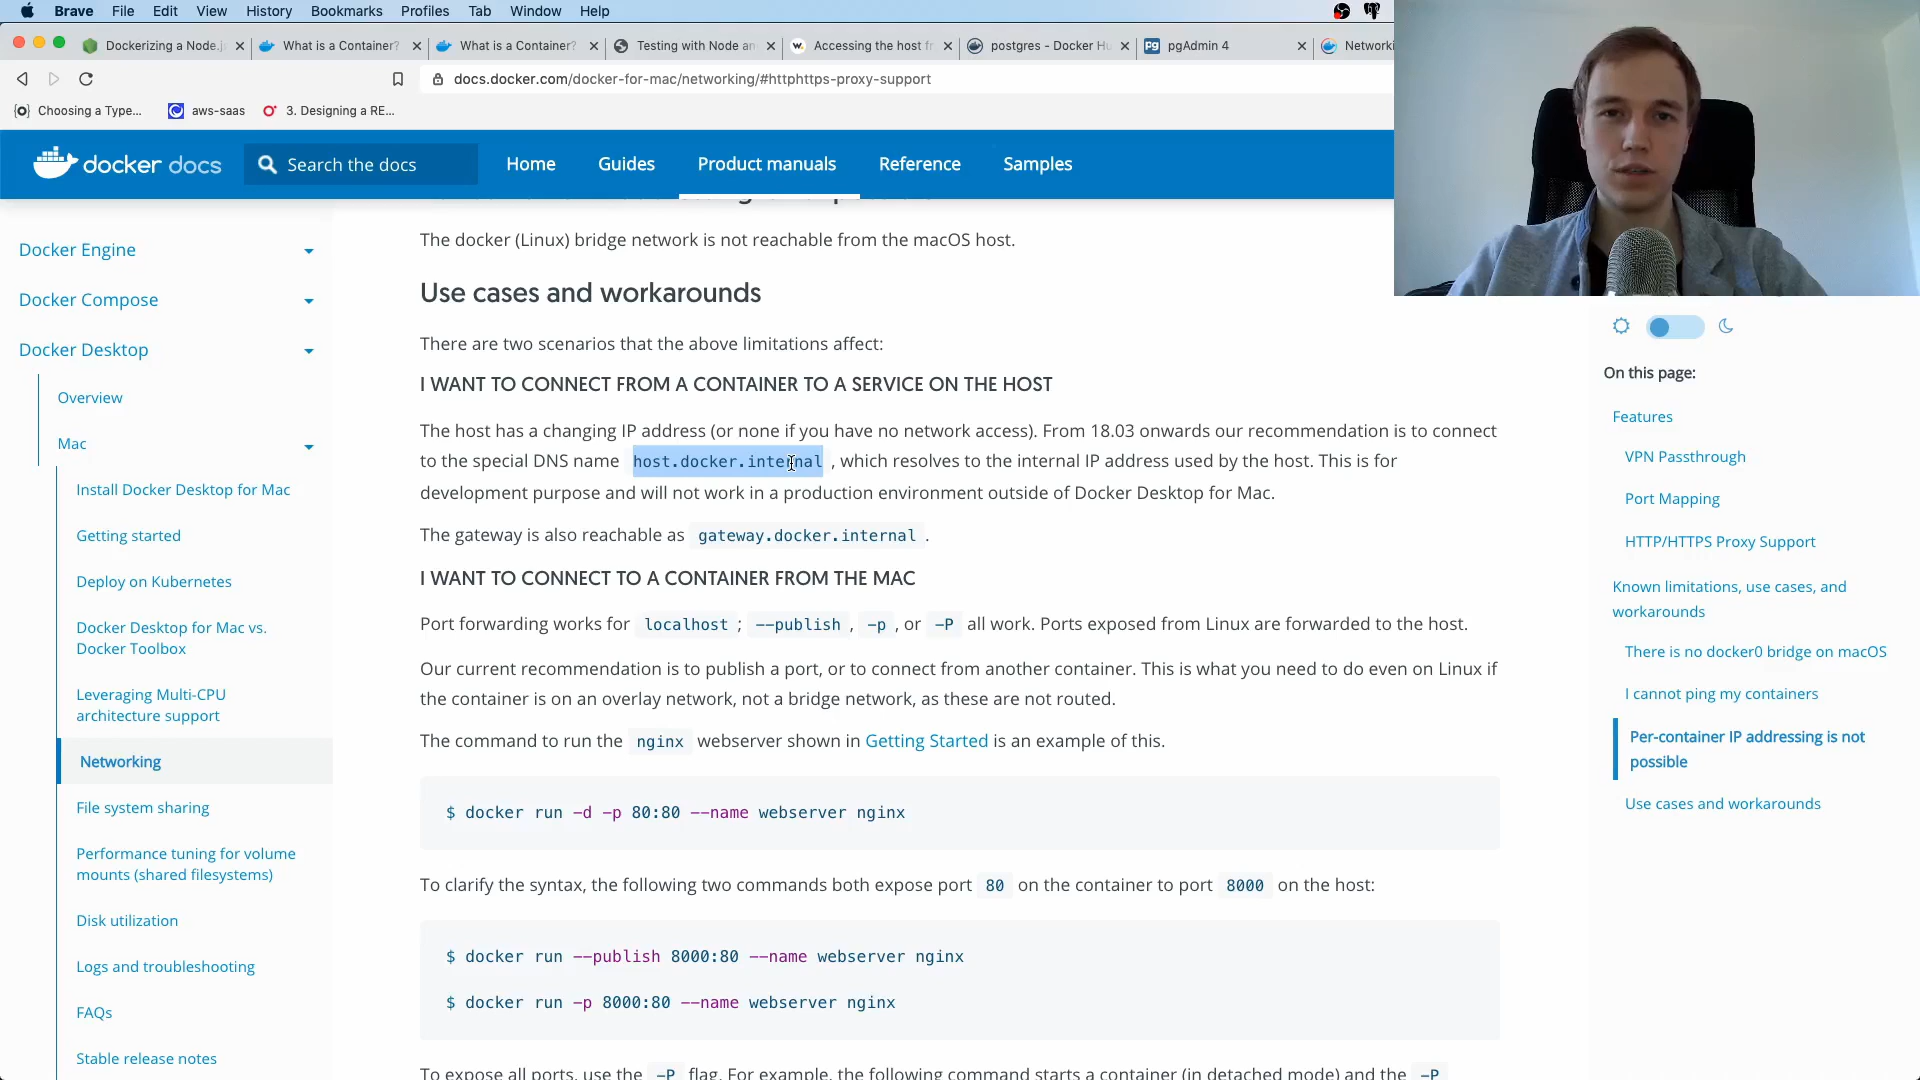 Brave File Edit View History Bookmarks Profiles Tab Window Help
Dockerizing a Node.j
What is a Container?
What is a Container?
Testing with Node an
Accessing the host f
postgres - Docker Hu
pgAdmin 4
Networki
docs.docker.com/docker-for-mac/networking/#httphttps-proxy-support
Choosing a Type...
aws-saas
3. Designing a RE...
docker docs
Search the docs
Home
Guides
Product manuals
Reference
Samples
Docker Engine
Docker Compose
Docker Desktop
Overview
Mac
Install Docker Desktop for Mac
Getting started
Deploy on Kubernetes
Docker Desktop for Mac vs.
Docker Toolbox
Leveraging Multi-CPU
architecture support
Networking
File system sharing
Performance tuning for volume
mounts (shared filesystems)
Disk utilization
Logs and troubleshooting
FAQs
Stable release notes
The docker (Linux) bridge network is not reachable from the macOS host.
Use cases and workarounds
There are two scenarios that the above limitations affect:
I WANT TO CONNECT FROM A CONTAINER TO A SERVICE ON THE HOST
The host has a changing IP address (or none if you have no network access). From 18.03 onwards our recommendation is to connect
to the special DNS name host.docker.internal , which resolves to the internal IP address used by the host. This is for
development purpose and will not work in a production environment outside of Docker Desktop for Mac.
The gateway is also reachable as gateway.docker.internal .
I WANT TO CONNECT TO A CONTAINER FROM THE MAC
Port forwarding works for localhost ; --publish , -p , or -P all work. Ports exposed from Linux are forwarded to the host.
Our current recommendation is to publish a port, or to connect from another container. This is what you need to do even on Linux if
the container is on an overlay network, not a bridge network, as these are not routed.
The command to run the nginx webserver shown in Getting Started is an example of this.
$ docker run -d -p 80:80 --name webserver nginx
To clarify the syntax, the following two commands both expose port 80 on the container to port 8000 on the host:
$ docker run --publish 8000:80 --name webserver nginx
$ docker run -p 8000:80 --name webserver nginx
To expose all ports, use the -P flag. For example, the following command starts a container (in detached mode) and the -P
On this page:
Features
VPN Passthrough
Port Mapping
HTTP/HTTPS Proxy Support
Known limitations, use cases, and
workarounds
There is no docker0 bridge on macOS
I cannot ping my containers
Per-container IP addressing is not
possible
Use cases and workarounds